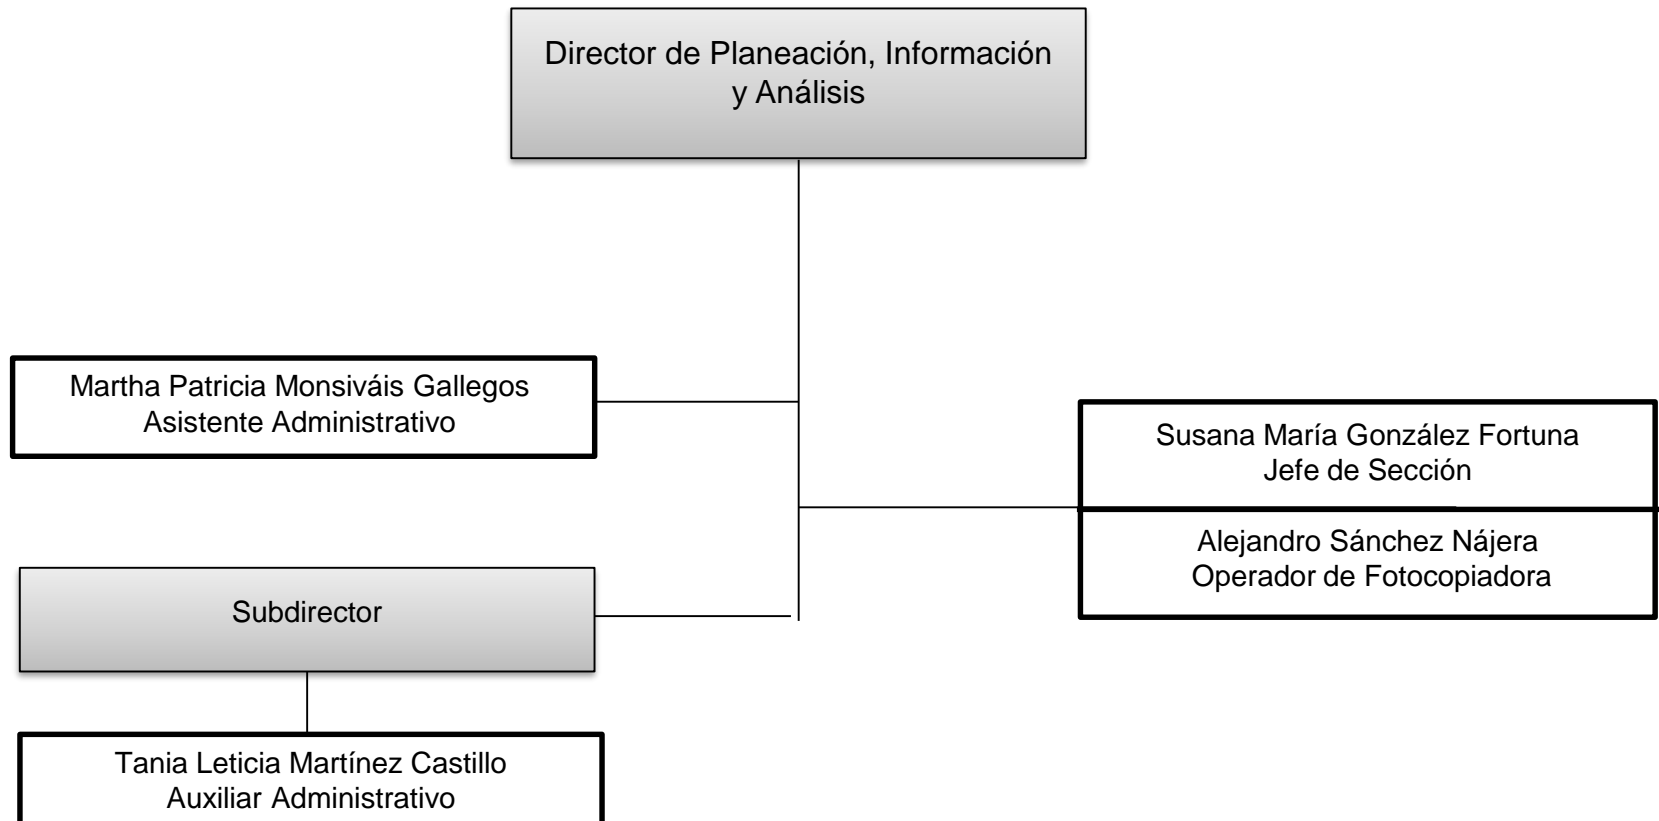 Director de Planeación, Información
y Análisis
Martha Patricia Monsiváis Gallegos
Asistente Administrativo
Susana María González Fortuna
Jefe de Sección
Alejandro Sánchez Nájera
Operador de Fotocopiadora
Subdirector
Tania Leticia Martínez Castillo
Auxiliar Administrativo